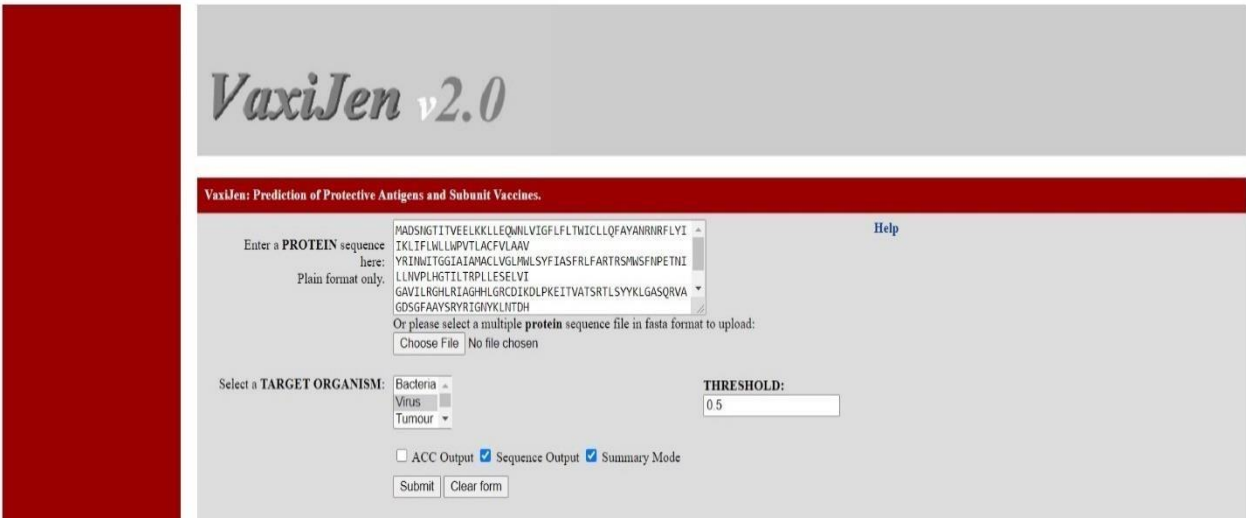 VaxiJen v2.0
VaxiJen: Prediction of Protective Antigens and Subunit Vaccines.
Enter a PROTEIN sequence here:
Plain format only.
MADSNGTITVEELKKLLEQWNLVIGFLFLTWICLLQFAYANRNRFLYI
IKLIFLWLLWPVTLACFVLAAV
YRINWITGGIAIAMACLVGLMWLSYFIASFRLFARTRSMWSFNPETNI
LLNVPLHGTILTRPLLESELVI
GAVILRGHLRIAGHHLGRCDIKDLPKEITVATSRTLSYYKLGASQRVA
GDSGFAAYSRYRIGNYKLNTDH
Help
Or please select a multiple protein sequence file in fasta format to upload:
Choose File No file chosen
Select a TARGET ORGANISM:
Bacteria
Virus
Tumour
THRESHOLD:
0.5
ACC Output Sequence Output Summary Mode
Submit Clear form